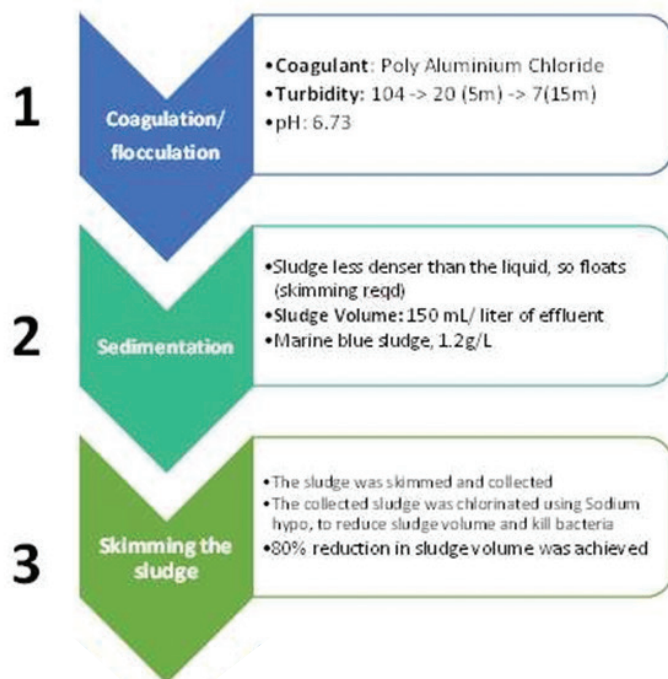 1
Coagulation/
flocculation
•Coagulant: Poly Aluminium Chloride
•Turbidity: 104 -> 20 (5m) -> 7(15m)
•pH: 6.73
2
Sedimentation
•Sludge less denser than the liquid, so floats
(skimming reqd)
•Sludge Volume: 150 mL/ liter of effluent
•Marine blue sludge, 1.2g/L
3
Skimming the
sludge
•The sludge was skimmed and collected
•The collected sludge was chlorinated using Sodium
hypo, to reduce sludge volume and kill bacteria
•80% reduction in sludge volume was achieved